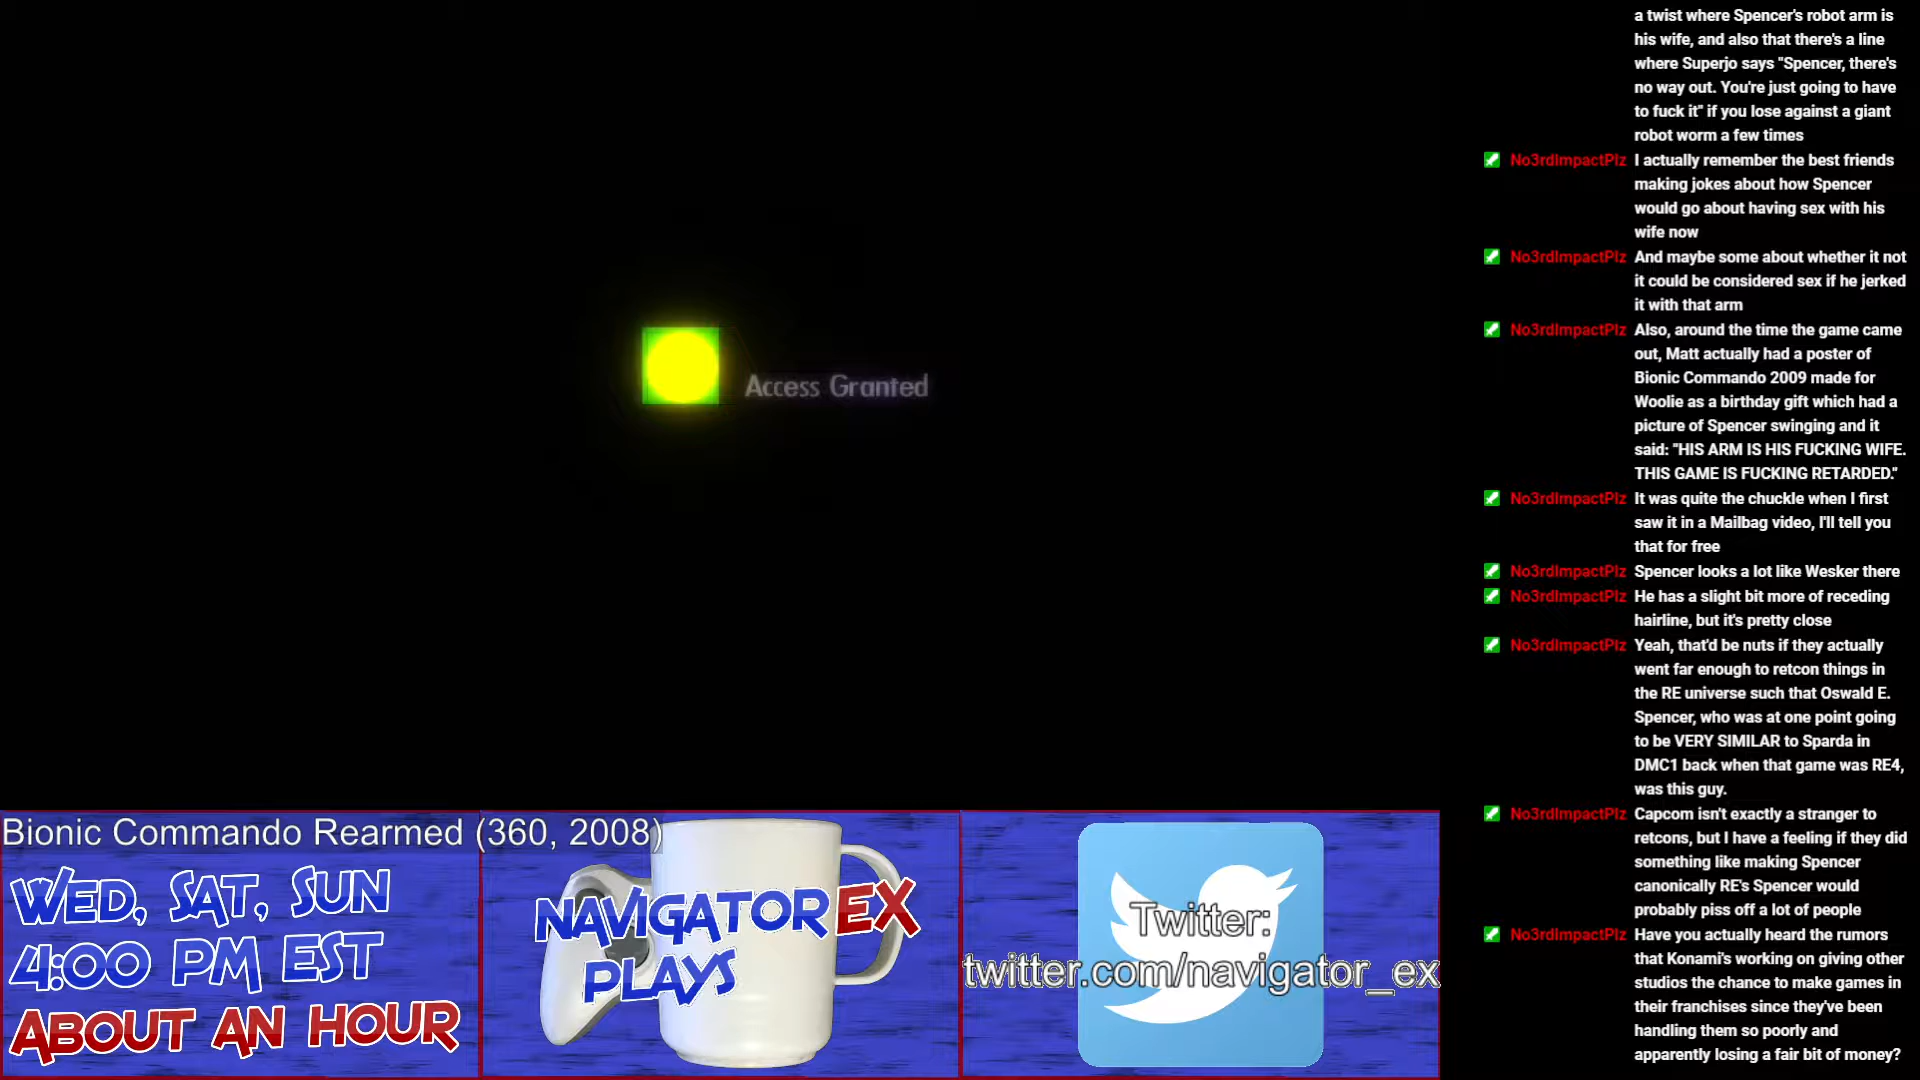 Access Granted
Bionic Commando Rearmed (360, 2008)
WED, SAT, SUN
4:00 PM EST
ABOUT AN HOUR
NAVIGATOR EX
PLAYS
Twitter:
twitter.com/navigator_ex
a twist where Spencer's robot arm is
his wife, and also that there's a line
where Superjo says "Spencer, there's
no way out. You're just going to have
to fuck it" if you lose against a giant
robot worm a few times
No3rdImpactPlz I actually remember the best friends
making jokes about how Spencer
would go about having sex with his
wife now
No3rdImpactPlz And maybe some about whether it not
it could be considered sex if he jerked
it with that arm
No3rdImpactPlz Also, around the time the game came
out, Matt actually had a poster of
Bionic Commando 2009 made for
Woolie as a birthday gift which had a
picture of Spencer swinging and it
said: "HIS ARM IS HIS FUCKING WIFE.
THIS GAME IS FUCKING RETARDED."
No3rdImpactPlz It was quite the chuckle when I first
saw it in a Mailbag video, I'll tell you
that for free
No3rdImpactPlz Spencer looks a lot like Wesker there
No3rdImpactPlz He has a slight bit more of receding
hairline, but it's pretty close
No3rdImpactPlz Yeah, that'd be nuts if they actually
went far enough to retcon things in
the RE universe such that Oswald E.
Spencer, who was at one point going
to be VERY SIMILAR to Sparda in
DMC1 back when that game was RE4,
was this guy.
No3rdImpactPlz Capcom isn't exactly a stranger to
retcons, but I have a feeling if they did
something like making Spencer
canonically RE's Spencer would
probably piss off a lot of people
No3rdImpactPlz Have you actually heard the rumors
that Konami's working on giving other
studios the chance to make games in
their franchises since they've been
handling them so poorly and
apparently losing a fair bit of money?